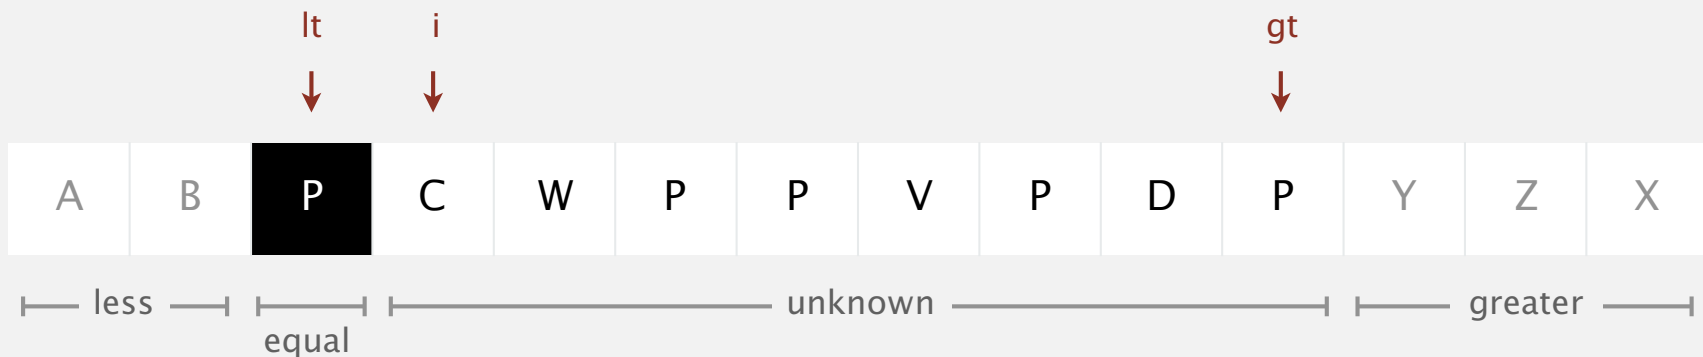 lt i gt
A B P C W P P V P D P Y Z X
less unknown greater
equal